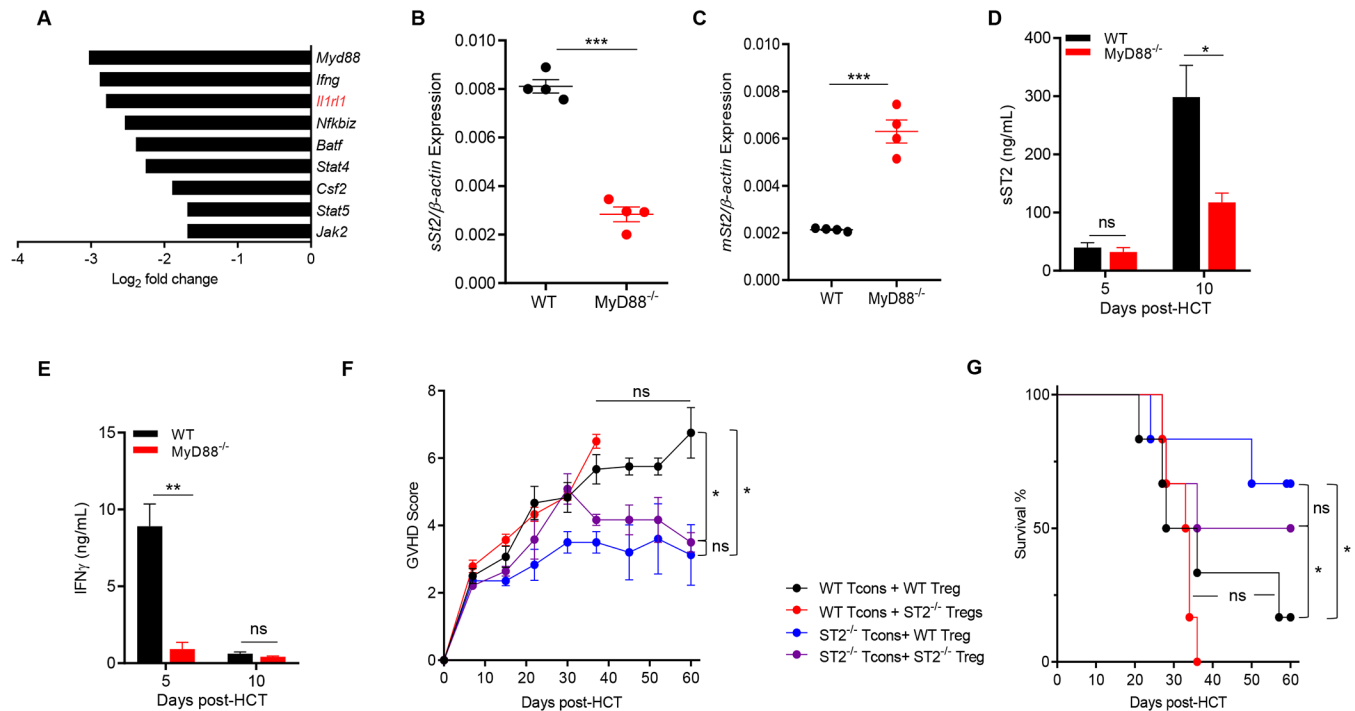 A
Myd88
Ifng
Il1rl1
Nfkbiz
Batf
Stat4
Csf2
Stat5
Jak2
-4 -3 -2 -1 0
Log2 fold change
B
sSt2/β-actin Expression
0.010
0.008
0.006
0.004
0.002
0.000
***
WT MyD88-/-
C
mSt2/β-actin Expression
0.010
0.008
0.006
0.004
0.002
0.000
***
WT MyD88-/-
D
WT
MyD88-/-
sST2 (ng/mL)
400
300
200
100
0
ns
*
5 10
Days post-HCT
E
WT
MyD88-/-
IFNγ (ng/mL)
15
10
5
0
**
ns
5 10
Days post-HCT
F
GVHD Score
8
6
4
2
0
ns
*
ns
*
0 10 20 30 40 50 60
Days post-HCT
WT Tcons + WT Treg
WT Tcons + ST2-/- Tregs
ST2-/- Tcons+ WT Treg
ST2-/- Tcons+ ST2-/- Treg
G
Survival %
100
50
0
ns
ns
*
*
0 10 20 30 40 50 60
Days post-HCT